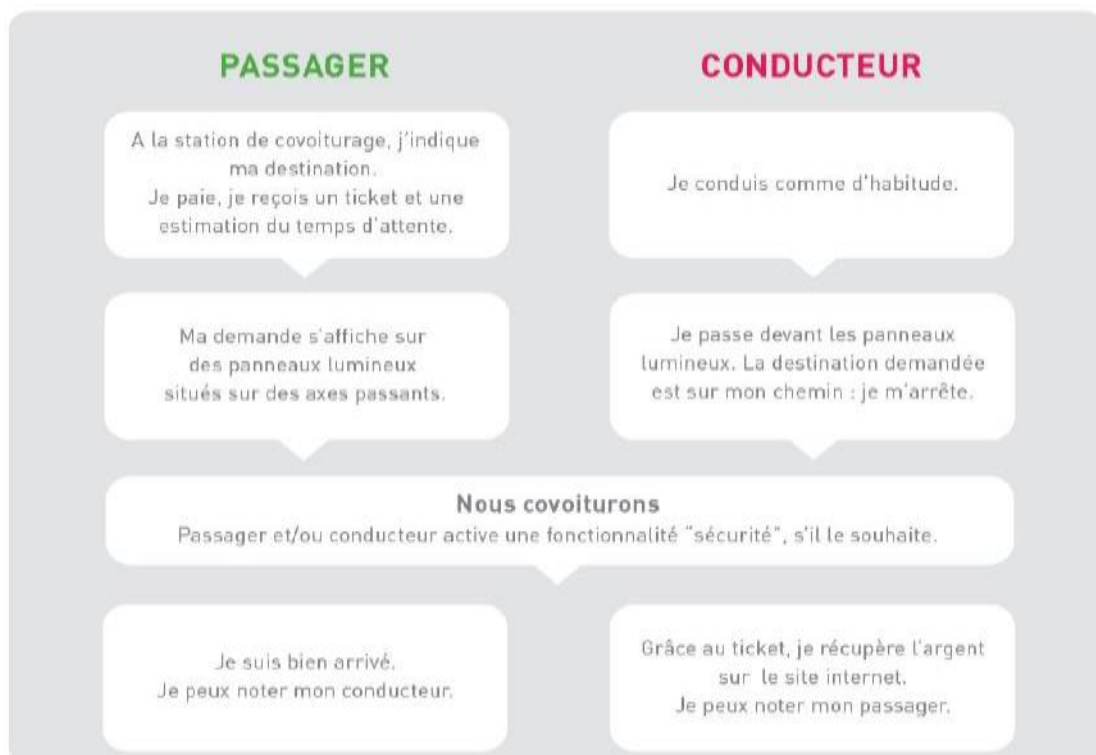 PASSAGER
A la station de covoiturage, j'indique
ma destination.
Je paie, je reçois un ticket et une
estimation du temps d'attente.
Ma demande s'affiche sur
des panneaux lumineux
situés sur des axes passants.
CONDUCTEUR
Je conduis comme d'habitude.
Je passe devant les panneaux
lumineux. La destination demandée
est sur mon chemin : je m'arrête.
Nous covoiturons
Passager et/ou conducteur active une fonctionnalité "sécurité", s'il le souhaite.
Je suis bien arrivé.
Je peux noter mon conducteur.
Grâce au ticket, je récupère l'argent
sur le site internet.
Je peux noter mon passager.